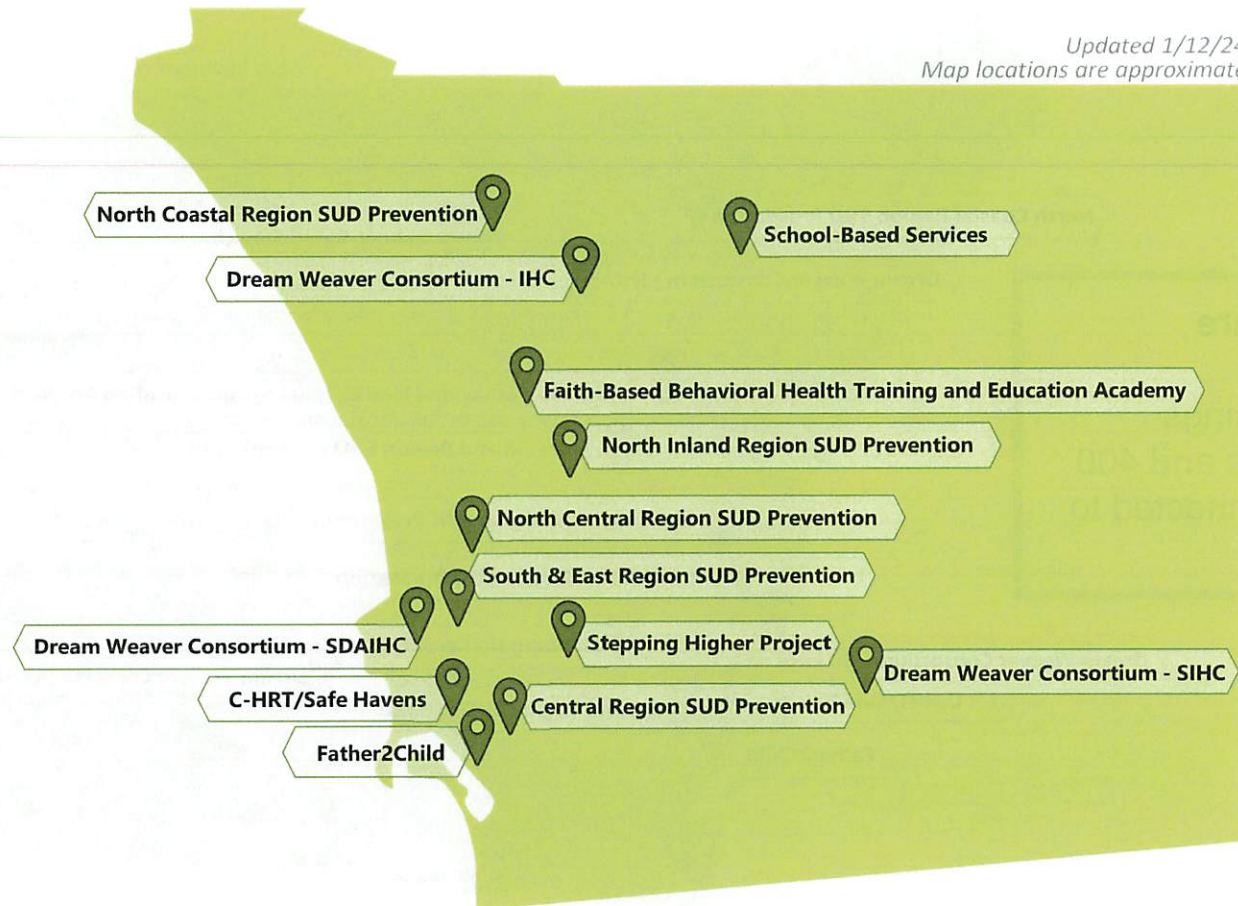 Updated 1/12/24
Map locations are approximate
North Coastal Region SUD Prevention
School-Based Services
Dream Weaver Consortium - IHC
Faith-Based Behavioral Health Training and Education Academy
North Inland Region SUD Prevention
North Central Region SUD Prevention
South & East Region SUD Prevention
Dream Weaver Consortium - SDAIHC
Stepping Higher Project
Dream Weaver Consortium - SIHC
C-HRT/Safe Havens
Central Region SUD Prevention
Father2Child